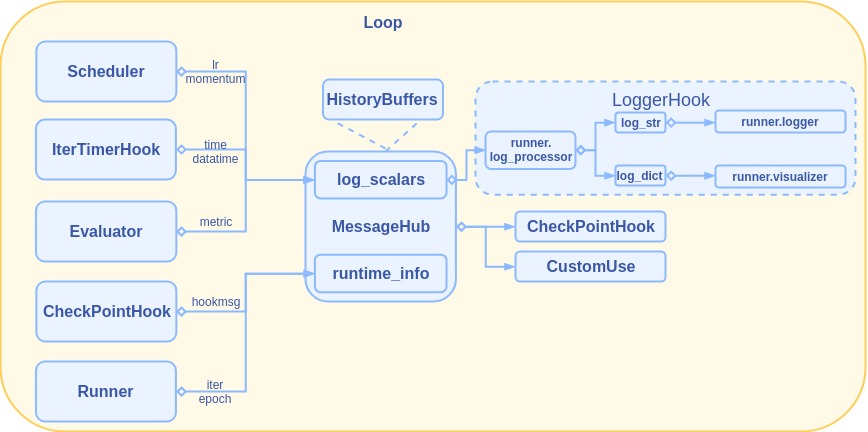 Loop
Scheduler
lr
momentum
IterTimerHook
time
datatime
Evaluator
metric
CheckPointHook
hookmsg
Runner
iter
epoch
HistoryBuffers
log_scalars
MessageHub
runtime_info
LoggerHook
runner.
log_processor
log_str
runner.logger
log_dict
runner.visualizer
CheckPointHook
CustomUse